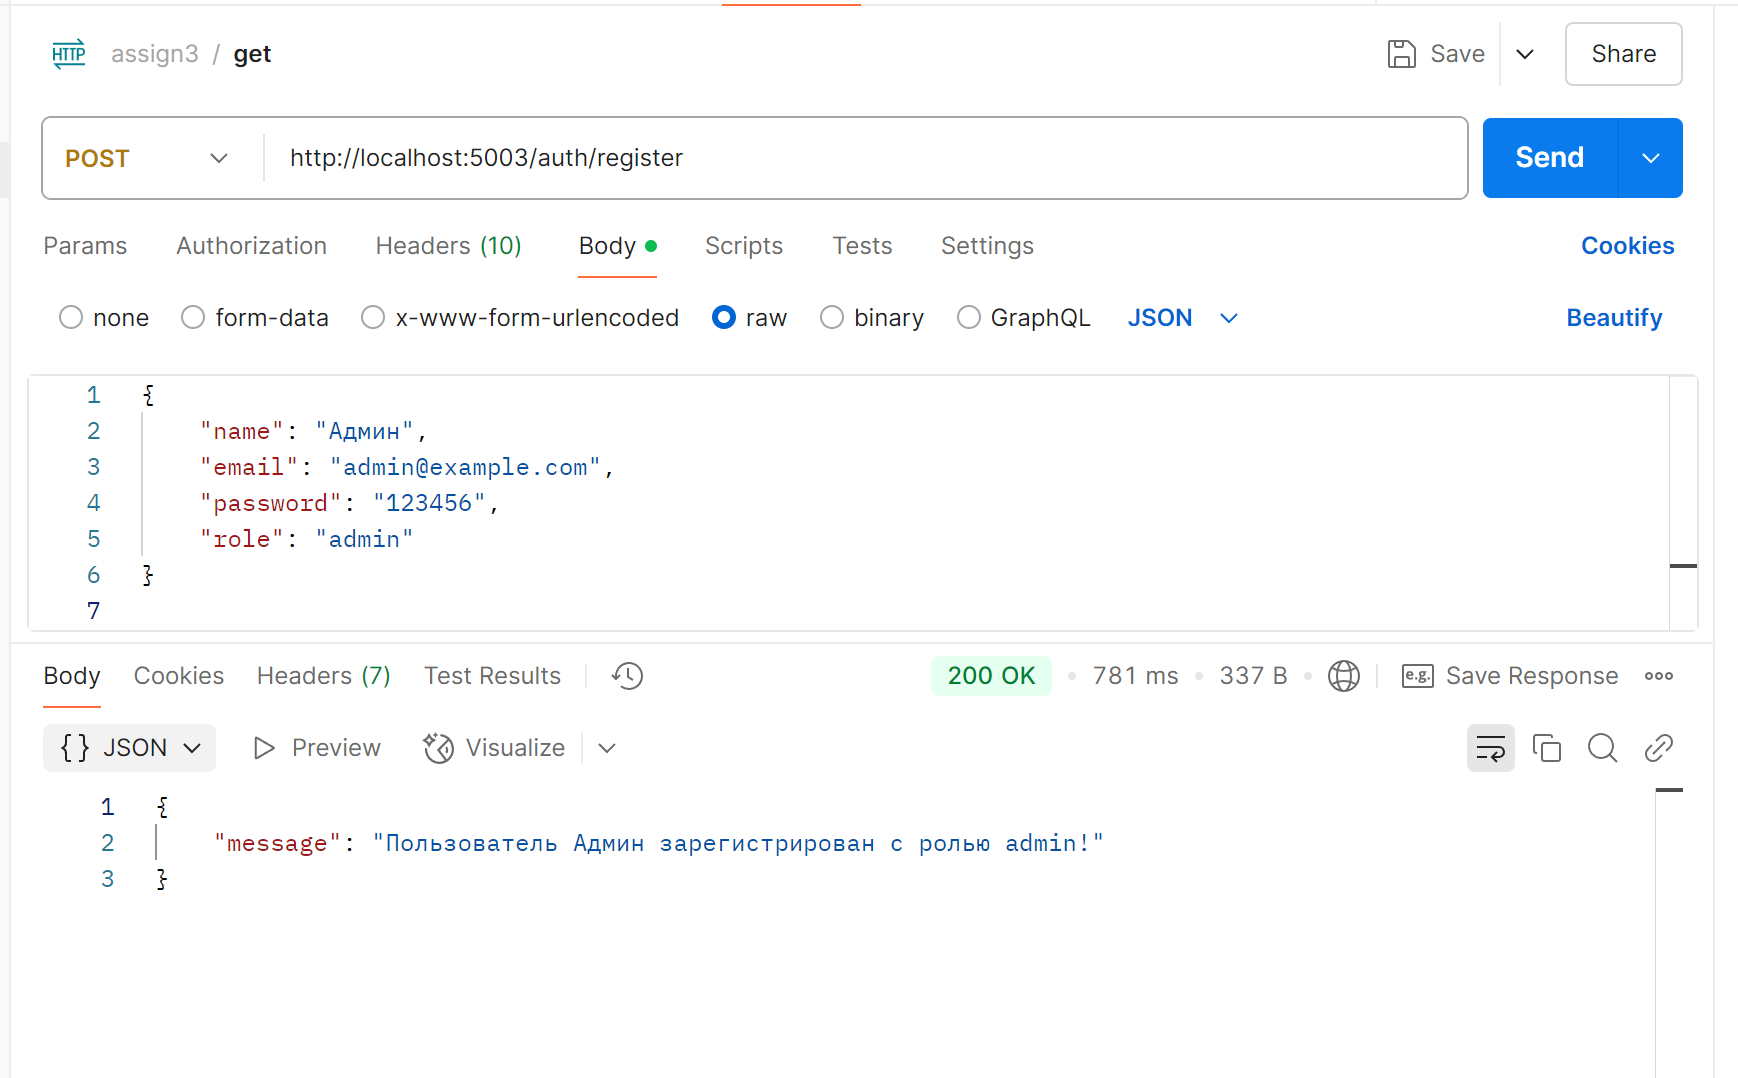 HTTP assign3 / get Save Share
POST http://localhost:5003/auth/register Send
Params Authorization Headers (10) Body Scripts Tests Settings Cookies
none form-data x-www-form-urlencoded raw binary GraphQL JSON Beautify
1 {
2 "name": "Админ",
3 "email": "admin@example.com",
4 "password": "123456",
5 "role": "admin"
6 }
7
Body Cookies Headers (7) Test Results 200 OK • 781 ms • 337 B • e.g. Save Response
{} JSON Preview Visualize
1 {
2 "message": "Пользователь Админ зарегистрирован с ролью admin!"
3 }